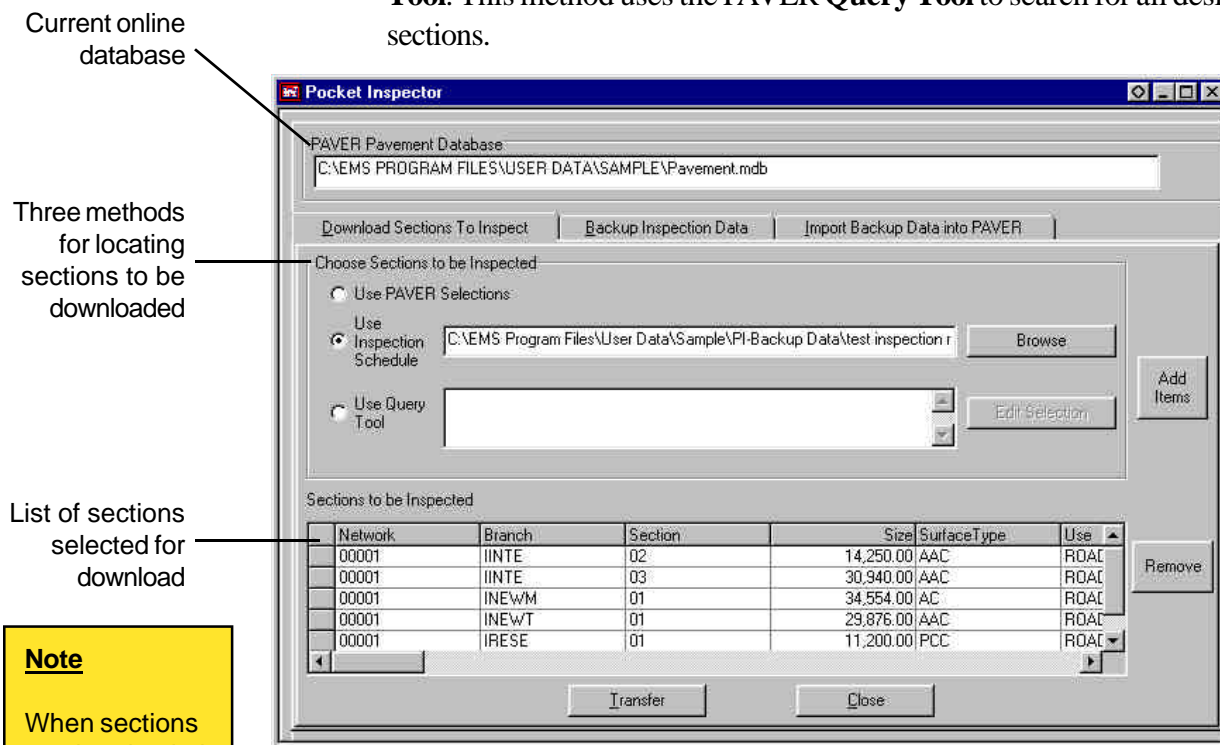 Tool. This method uses the PAVER Query Tool to search for all
sections.
Current online
database
Three methods
for locating
sections to be
downloaded
List of sections
selected for
download
Note
When sections
Pocket Inspector
PAVER Pavement Database
C:\EMS PROGRAM FILES\USER DATA\SAMPLE\Pavement.mdb
Download Sections To Inspect Backup Inspection Data Import Backup Data into PAVER
Choose Sections to be Inspected
Use PAVER Selections
Use
Inspection
Schedule
C:\EMS Program Files\User Data\Sample\PI-Backup Data\test inspection r
Browse
Use Query
Tool
Edit Selection
Add
Items
Sections to be Inspected
Network Branch Section Size SurfaceType Use
00001 IINTE 02 14,250.00 AAC ROAD
00001 IINTE 03 30,940.00 AAC ROAD
00001 INEWM 01 34,554.00 AC ROAD
00001 INEWT 01 29,876.00 AAC ROAD
00001 IRESE 01 11,200.00 PCC ROAD
Remove
Transfer Close